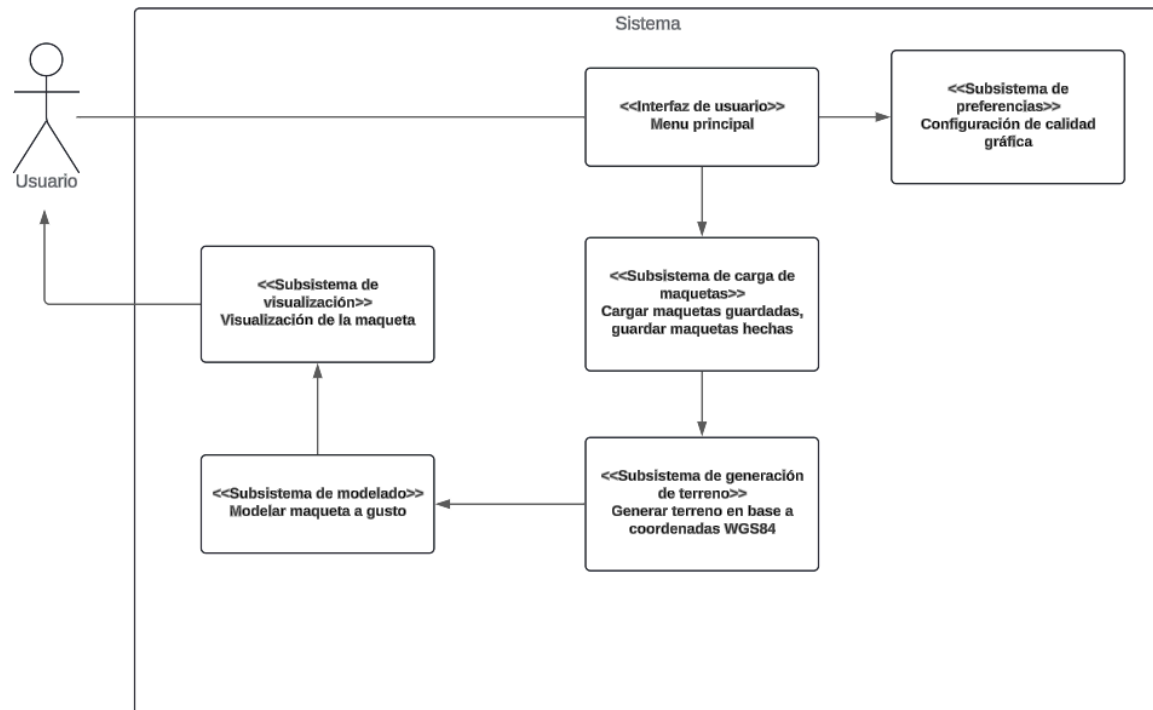 Sistema
Usuario
<<Interfaz de usuario>>
Menu principal
<<Subsistema de
preferencias>>
Configuración de calidad
gráfica
<<Subsistema de
visualización>>
Visualización de la maqueta
<<Subsistema de carga de
maquetas>>
Cargar maquetas guardadas,
guardar maquetas hechas
<<Subsistema de modelado>>
Modelar maqueta a gusto
<<Subsistema de generación
de terreno>>
Generar terreno en base a
coordenadas WGS84